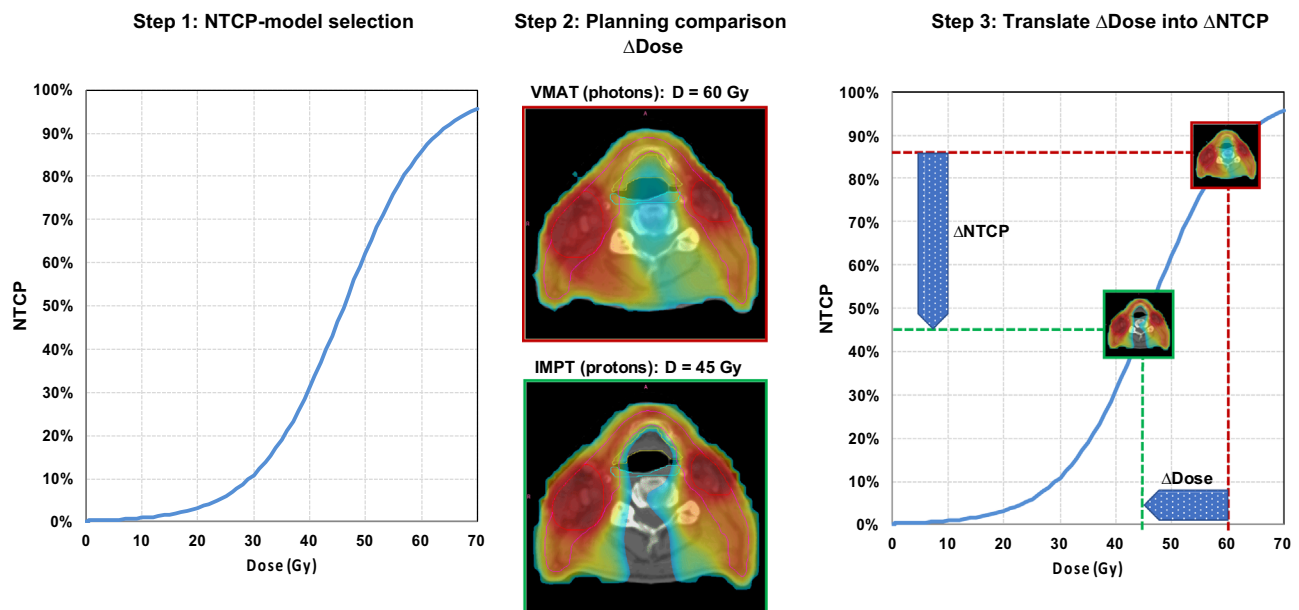 Step 1: NTCP-model selection
100%
90%
80%
70%
60%
50%
40%
30%
20%
10%
0%
NTCP
0 10 20 30 40 50 60 70
Dose (Gy)
Step 2: Planning comparison
ΔDose
VMAT (photons): D = 60 Gy
A
IMPT (protons): D = 45 Gy
A
Step 3: Translate ΔDose into ΔNTCP
100%
90%
80%
70%
60%
50%
40%
30%
20%
10%
0%
NTCP
ΔNTCP
ΔDose
0 10 20 30 40 50 60 70
Dose (Gy)